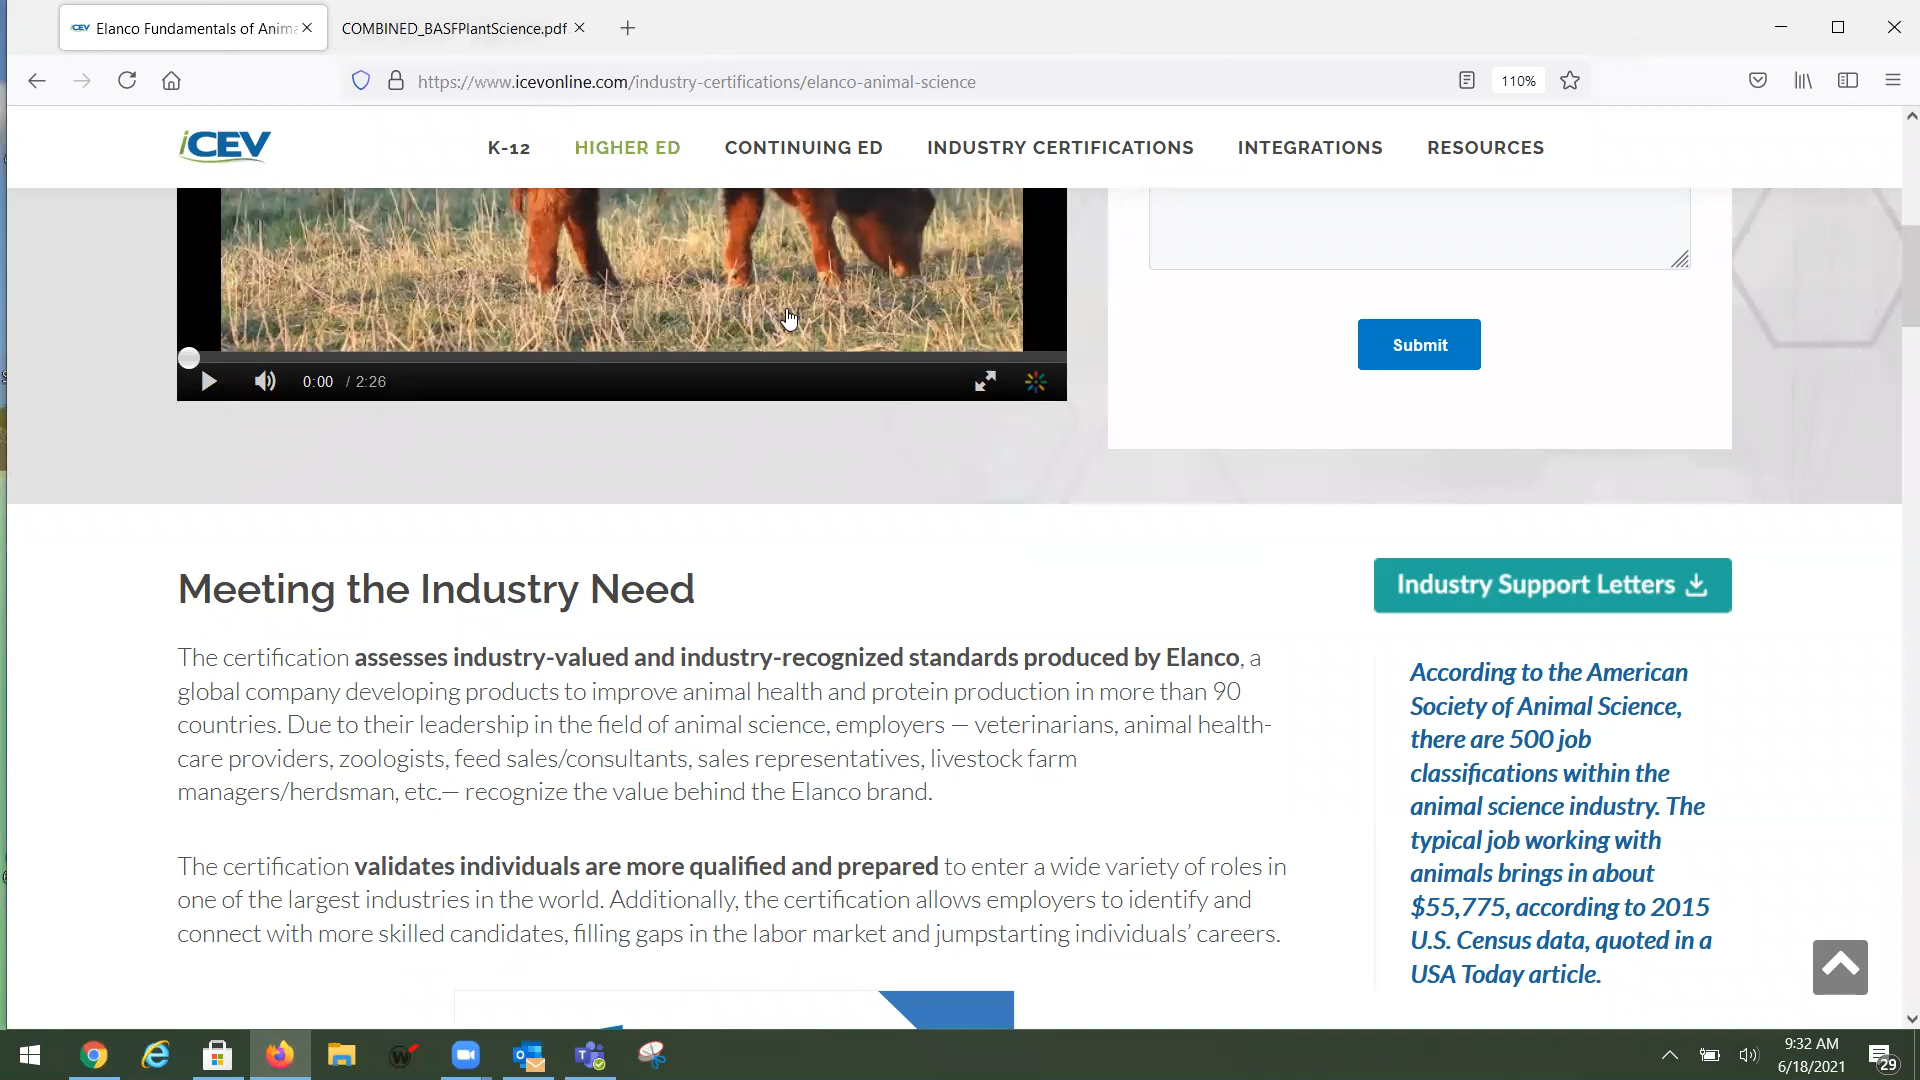 Elanco Fundamentals of Anima
COMBINED_BASFPlantScience.pdf
https://www.icevonline.com/industry-certifications/elanco-animal-science
110%
iCEV
K-12
HIGHER ED
CONTINUING ED
INDUSTRY CERTIFICATIONS
INTEGRATIONS
RESOURCES
0:00 / 2:26
Submit
Meeting the Industry Need
The certification assesses industry-valued and industry-recognized standards produced by Elanco, a
global company developing products to improve animal health and protein production in more than 90
countries. Due to their leadership in the field of animal science, employers — veterinarians, animal health-
care providers, zoologists, feed sales/consultants, sales representatives, livestock farm
managers/herdsman, etc.— recognize the value behind the Elanco brand.
The certification validates individuals are more qualified and prepared to enter a wide variety of roles in
one of the largest industries in the world. Additionally, the certification allows employers to identify and
connect with more skilled candidates, filling gaps in the labor market and jumpstarting individuals’ careers.
Industry Support Letters
According to the American
Society of Animal Science,
there are 500 job
classifications within the
animal science industry. The
typical job working with
animals brings in about
$55,775, according to 2015
U.S. Census data, quoted in a
USA Today article.
9:32 AM
6/18/2021
29